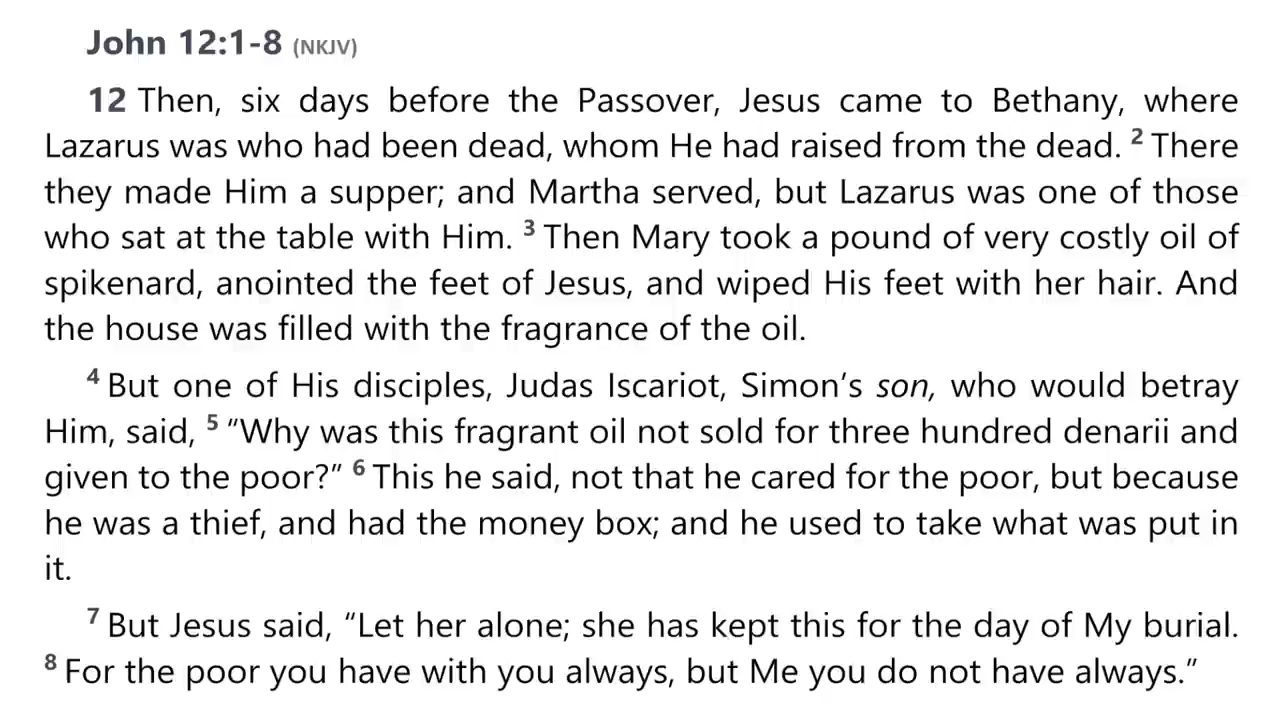 John 12:1-8 (NKJV)
12 Then, six days before the Passover, Jesus came to Bethany, where
Lazarus was who had been dead, whom He had raised from the dead. 2 There
they made Him a supper; and Martha served, but Lazarus was one of those
who sat at the table with Him. 3 Then Mary took a pound of very costly oil of
spikenard, anointed the feet of Jesus, and wiped His feet with her hair. And
the house was filled with the fragrance of the oil.
4 But one of His disciples, Judas Iscariot, Simon’s son, who would betray
Him, said, 5 “Why was this fragrant oil not sold for three hundred denarii and
given to the poor?” 6 This he said, not that he cared for the poor, but because
he was a thief, and had the money box; and he used to take what was put in
it.
7 But Jesus said, “Let her alone; she has kept this for the day of My burial.
8 For the poor you have with you always, but Me you do not have always.”